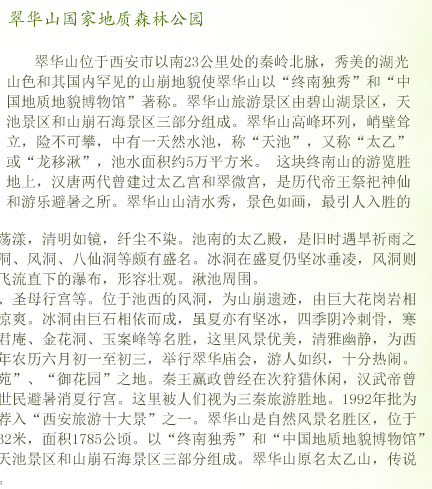 翠华山国家地质森林公园
翠华山位于西安市以南23公里处的秦岭北脉，秀美的湖光
山色和其国内罕见的山崩地貌使翠华山以“终南独秀”和“中
国地质地貌博物馆”著称。翠华山旅游景区由碧山湖景区，天
池景区和山崩石海景区三部分组成。翠华山高峰环列，峭壁耸
立，险不可攀，中有一天然水池，称“天池”，又称“太乙”
或“龙移湫”，池水面积约5万平方米。 这块终南山的游览胜
地上，汉唐两代曾建过太乙宫和翠微宫，是历代帝王祭祀神仙
和游乐避暑之所。翠华山山清水秀，景色如画，最引人入胜的
荡漾，清明如镜，纤尘不染。池南的太乙殿，是旧时遇旱祈雨之
洞、风洞、八仙洞等颇有盛名。冰洞在盛夏仍坚冰垂凌，风洞则
飞流直下的瀑布，形容壮观。湫池周围。
、圣母行宫等。位于池西的风洞，为山崩遗迹，由巨大花岗岩相
凉爽。冰洞由巨石相依而成，虽夏亦有坚冰，四季阴冷刺骨，寒
君庵、金花洞、玉案峰等名胜，这里风景优美，清雅幽静，为西
年农历六月初一至初三，举行翠华庙会，游人如织，十分热闹。
苑”、“御花园”之地。秦王嬴政曾经在次狩猎休闲，汉武帝曾
世民避暑消夏行宫。这里被人们视为三秦旅游胜地。1992年批为
荐入“西安旅游十大景”之一。翠华山是自然风景名胜区，位于
32米，面积1785公顷。以“终南独秀”和“中国地质地貌博物馆”
天池景区和山崩石海景区三部分组成。翠华山原名太乙山，传说
。